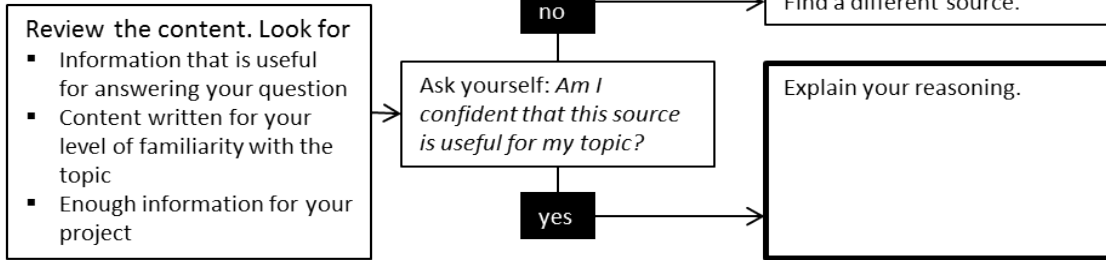 Review the content. Look for
▪ Information that is useful
for answering your question
▪ Content written for your
level of familiarity with the
topic
▪ Enough information for your
project
no
Find a different source.
Ask yourself: Am I
confident that this source
is useful for my topic?
yes
Explain your reasoning.